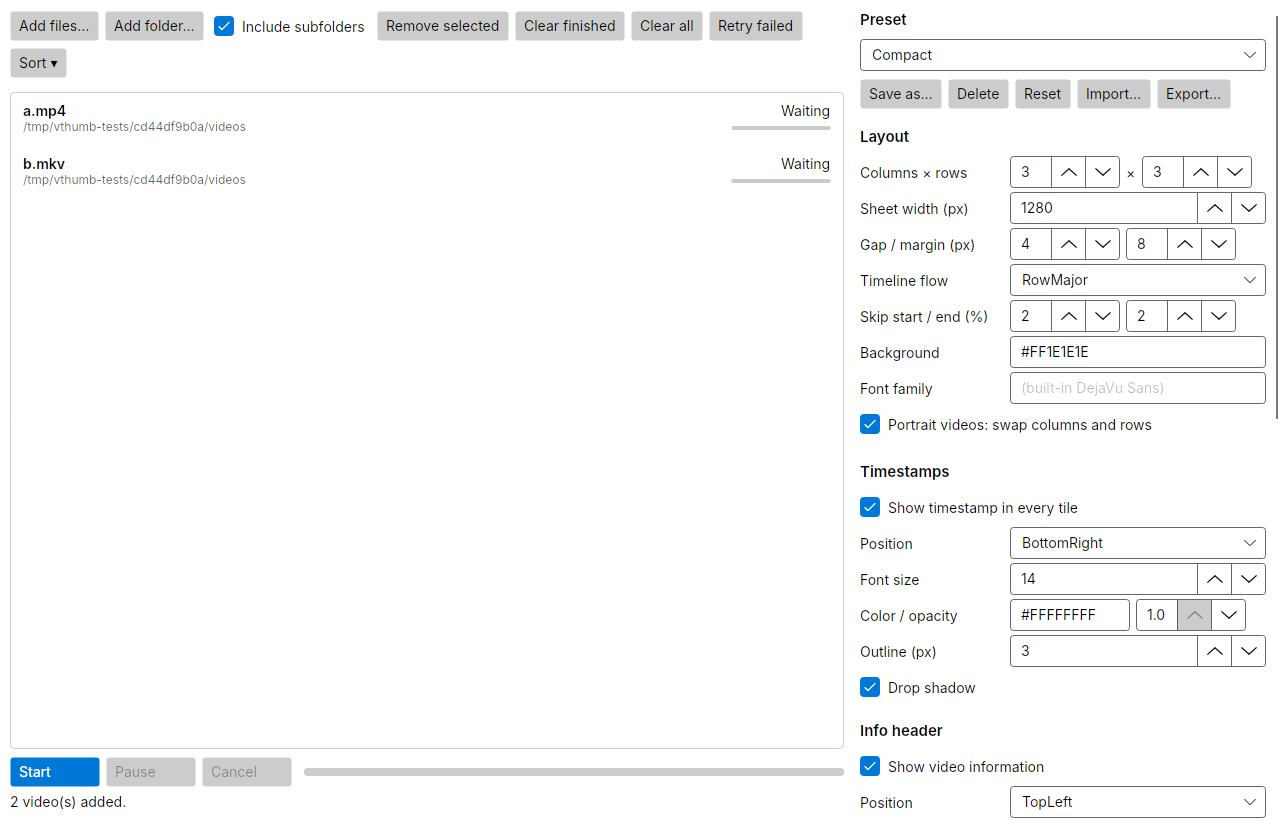 Add files... Add folder... Include subfolders Remove selected Clear finished Clear all Retry failed
Sort ▾
a.mp4 Waiting
/tmp/vthumb-tests/cd44df9b0a/videos
b.mkv Waiting
/tmp/vthumb-tests/cd44df9b0a/videos
Start Pause Cancel
2 video(s) added.
Preset
Compact
Save as... Delete Reset Import... Export...
Layout
Columns × rows 3 × 3
Sheet width (px) 1280
Gap / margin (px) 4 8
Timeline flow RowMajor
Skip start / end (%) 2 2
Background #FF1E1E1E
Font family (built-in DejaVu Sans)
Portrait videos: swap columns and rows
Timestamps
Show timestamp in every tile
Position BottomRight
Font size 14
Color / opacity #FFFFFFFF 1.0
Outline (px) 3
Drop shadow
Info header
Show video information
Position TopLeft